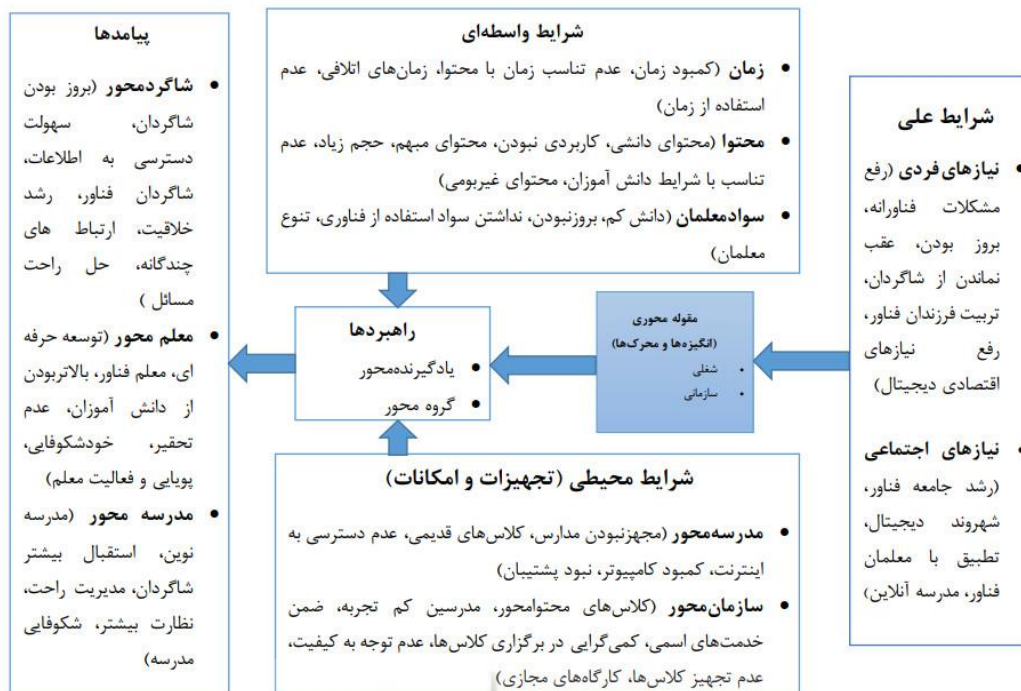 شرایط علی
• نیازهای فردی (رفع
مشکلات فناورانه،
بروز بودن، عقب
نماندن از شاگردان،
تربیت فرزندان فناور،
رفع نیازهای
اقتصادی دیجیتال)
• نیازهای اجتماعی
(رشد جامعه فناور،
شهروند دیجیتال،
تطبیق با معلمان
فناور، مدرسه آنلاین)
شرایط واسطه‌ای
• زمان (کمبود زمان، عدم تناسب زمان با محتوا، زمان‌های اتلافی، عدم
استفاده از زمان)
• محتوا (محتوای دانشی، کاربردی نبودن، محتوای مبهم، حجم زیاد، عدم
تناسب با شرایط دانش آموزان، محتوای غیربومی)
• سوادمعلمان (دانش کم، بروزنبودن، نداشتن سواد استفاده از فناوری، تنوع
معلمان)
مقوله محوری
(انگیزه‌ها و محرک‌ها)
• شغلی
• سازمانی
راهبردها
• یادگیرنده‌محور
• گروه محور
شرایط محیطی (تجهیزات و امکانات)
• مدرسه‌محور (مجهزنبودن مدارس، کلاس‌های قدیمی، عدم دسترسی به
اینترنت، کمبود کامپیوتر، نبود پشتیبان)
• سازمان‌محور (کلاس‌های محتوامحور، مدرسین کم تجربه، ضمن
خدمت‌های اسمی، کمی‌گرایی در برگزاری کلاس‌ها، عدم توجه به کیفیت،
عدم تجهیز کلاس‌ها، کارگاه‌های مجازی)
پیامدها
• شاگردمحور (بروز بودن
شاگردان، سهولت
دسترسی به اطلاعات،
شاگردان فناور، رشد
خلاقیت، ارتباط های
چندگانه، حل راحت
مسائل )
• معلم محور (توسعه حرفه
ای، معلم فناور، بالاتربودن
از دانش آموزان، عدم
تحقیر، خودشکوفایی،
پویایی و فعالیت معلم)
• مدرسه محور (مدرسه
نوین، استقبال بیشتر
شاگردان، مدیریت راحت،
نظارت بیشتر، شکوفایی
مدرسه)